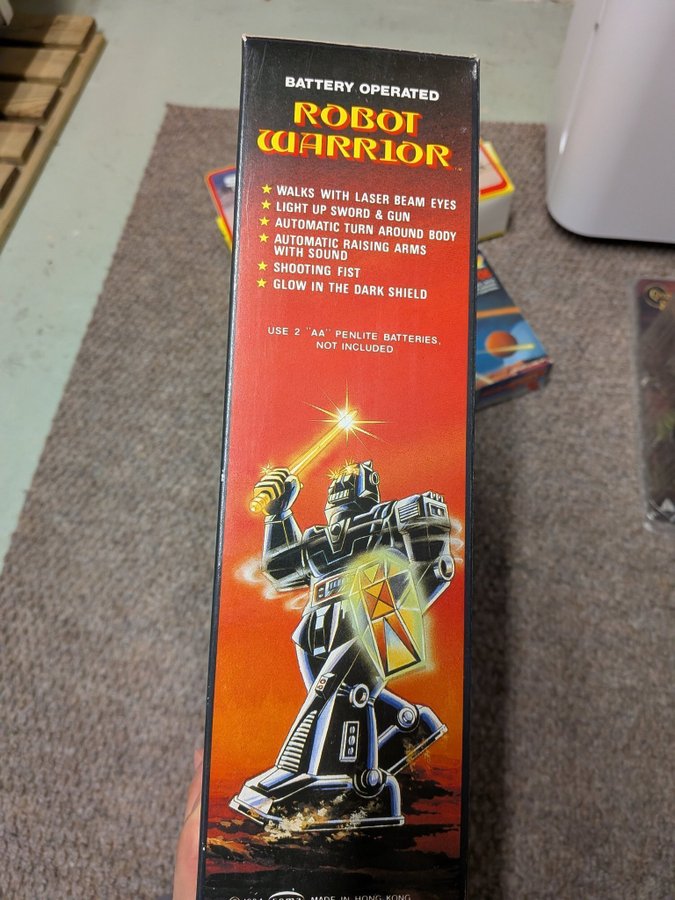 BATTERY OPERATED
ROBOT
WARRIOR
★ WALKS WITH LASER BEAM EYES
★ LIGHT UP SWORD & GUN
★ AUTOMATIC TURN AROUND BODY
★ AUTOMATIC RAISING ARMS
WITH SOUND
★ SHOOTING FIST
★ GLOW IN THE DARK SHIELD
USE 2 "AA" PENLITE BATTERIES,
NOT INCLUDED
MADE IN HONG KONG